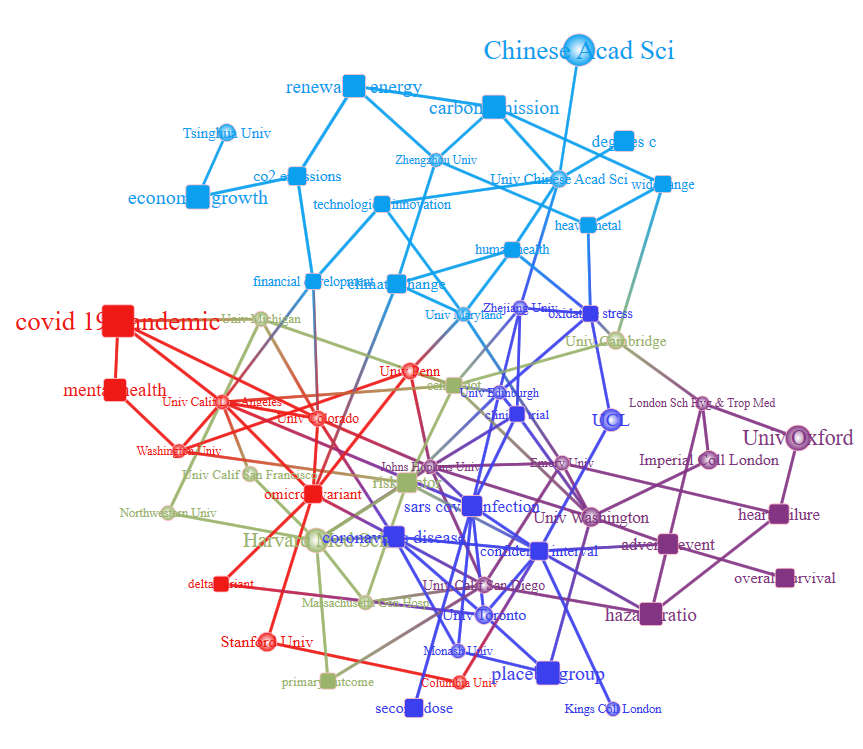 Chinese Acad Sci
renewable energy
carbon emission
Tsinghua Univ
degrees c
Zhengzhou Univ
co2 emissions
Univ Chinese Acad Sci
wide range
economic growth
technological innovation
heavy metal
human health
financial development
climate change
Zhejiang Univ
oxidative stress
Univ Maryland
covid 19 pandemic
Univ Michigan
Univ Cambridge
Univ Penn
cell
mental health
Univ Edinburgh
Univ Calif Los Angeles
London Sch Hyg & Trop Med
clinical trial
Univ Colorado
UCL
Univ Oxford
Washington Univ
Imperial Coll London
Johns Hopkins Univ
Emory Univ
Univ Calif San Francisco
risk factor
omicron variant
sars cov infection
Northwestern Univ
Univ Washington
heart failure
Harvard Med Sch
coronavirus disease
confidence interval
adverse event
overall survival
delta variant
Univ Calif San Diego
Massachusetts Gen Hosp
Univ Toronto
hazard ratio
Stanford Univ
Monash Univ
placebo group
primary outcome
Columbia Univ
second dose
Kings Coll London